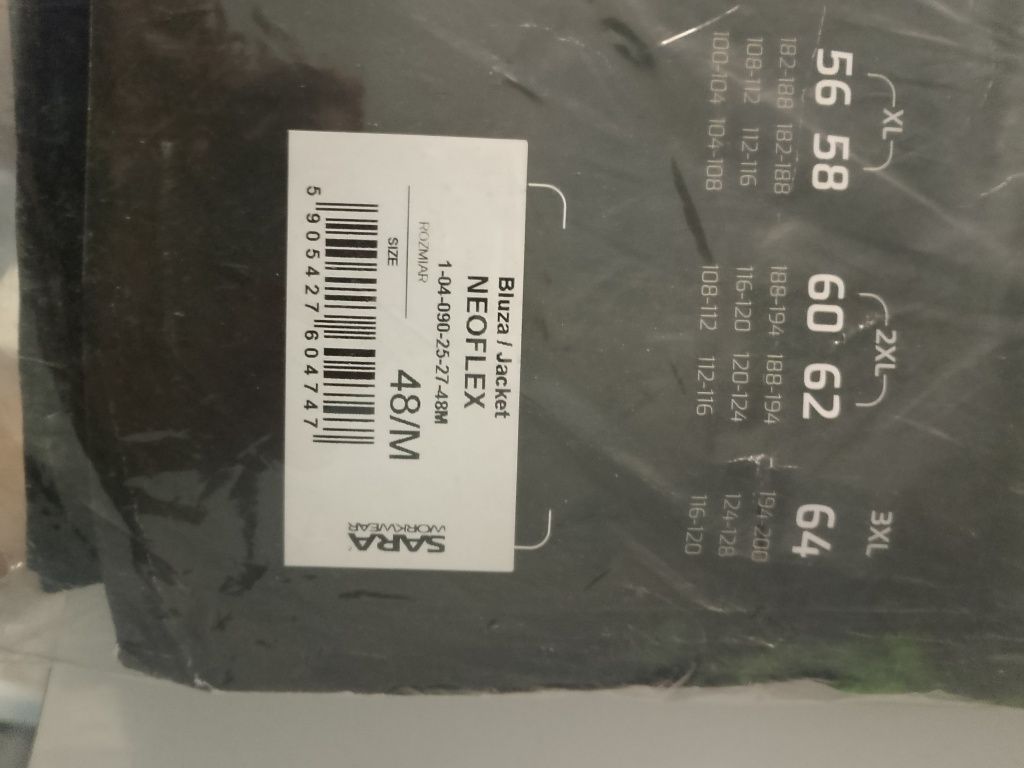 XL 2XL 3XL
56 58 60 62 64
182-188 182-188 188-194 188-194 194-200
108-112 112-116 116-120 120-124 124-128
100-104 104-108 108-112 112-116 116-120
Bluza / Jacket
NEOFLEX
1-04-090-25-27-48M
ROZMIAR
SIZE
48/M
5 905427 604747
SARA
WORKWEAR